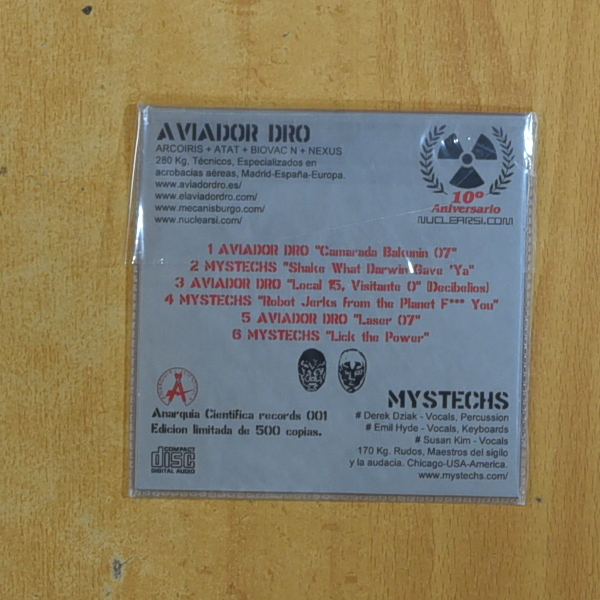 AVIADOR DRO
ARCOIRIS + ATAT + BIOVAC N + NEXUS
280 Kg, Técnicos, Especializados en
acrobacias aéreas, Madrid-España-Europa.
www.aviadordro.es/
www.elaviadordro.com/
www.mecanisburgo.com/
www.nuclearsi.com/
10º
Aniversario
NUCLEARSI.COM
1 AVIADOR DRO "Camarada Bakunin 07"
2 MYSTECHS "Shake What Darwin Gave 'Ya"
3 AVIADOR DRO "Local 15, Visitante 0" (Decibelios)
4 MYSTECHS "Robot Jerks from the Planet F*** You"
5 AVIADOR DRO "Laser 07"
6 MYSTECHS "Lick the Power"
Anarquia Cientifica records 001
Edicion limitada de 500 copias.
COMPACT
disc
DIGITAL AUDIO
MYSTECHS
# Derek Dziak - Vocals, Percussion
# Emil Hyde - Vocals, Keyboards
# Susan Kim - Vocals
170 Kg. Rudos, Maestros del sigilo
y la audacia. Chicago-USA-America.
www.mystechs.com/